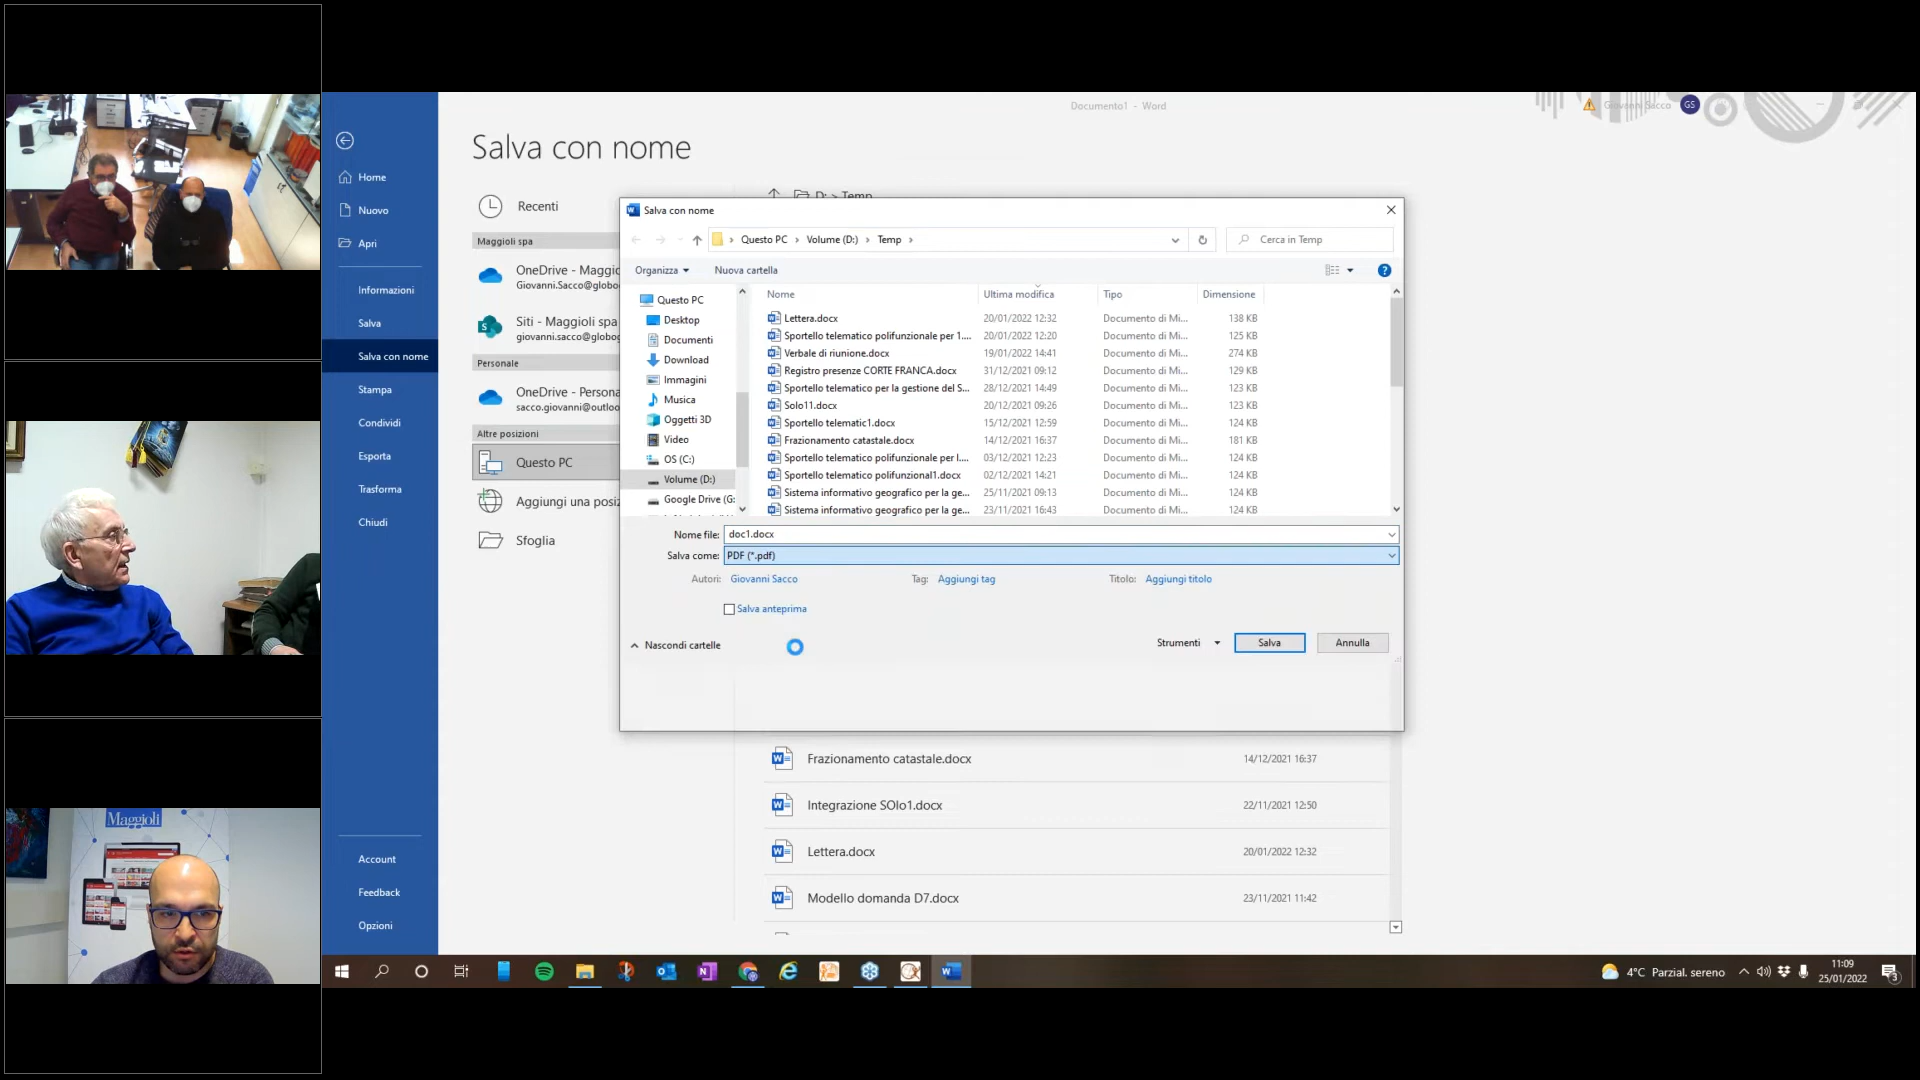 Documento1 - Word
Giovanni Sacco
GS
Home
Nuovo
Apri
Informazioni
Salva
Salva con nome
Stampa
Condividi
Esporta
Trasforma
Chiudi
Account
Feedback
Opzioni
Salva con nome
Recenti
Maggioli spa
OneDrive - Maggio
Giovanni.Sacco@globo
Siti - Maggioli spa
giovanni.sacco@globog
Personale
OneDrive - Persona
sacco.giovanni@outloo
Altre posizioni
Questo PC
Aggiungi una posiz
Sfoglia
D: > Temp
Salva con nome
Questo PC > Volume (D:) > Temp >
Cerca in Temp
Organizza
Nuova cartella
Questo PC
Desktop
Documenti
Download
Immagini
Musica
Oggetti 3D
Video
OS (C:)
Volume (D:)
Google Drive (G:
Nome Ultima modifica Tipo Dimensione
Lettera.docx 20/01/2022 12:32 Documento di Mi... 138 KB
Sportello telematico polifunzionale per 1.... 20/01/2022 12:20 Documento di Mi... 125 KB
Verbale di riunione.docx 19/01/2022 14:41 Documento di Mi... 274 KB
Registro presenze CORTE FRANCA.docx 31/12/2021 09:12 Documento di Mi... 129 KB
Sportello telematico per la gestione del S... 28/12/2021 14:49 Documento di Mi... 123 KB
Solo11.docx 20/12/2021 09:26 Documento di Mi... 123 KB
Sportello telematic1.docx 15/12/2021 12:59 Documento di Mi... 124 KB
Frazionamento catastale.docx 14/12/2021 16:37 Documento di Mi... 181 KB
Sportello telematico polifunzionale per l.... 03/12/2021 12:23 Documento di Mi... 124 KB
Sportello telematico polifunzional1.docx 02/12/2021 14:21 Documento di Mi... 124 KB
Sistema informativo geografico per la ge... 25/11/2021 09:13 Documento di Mi... 124 KB
Sistema informativo geografico per la ge... 23/11/2021 16:43 Documento di Mi... 124 KB
Nome file: doc1.docx
Salva come: PDF (*.pdf)
Autori: Giovanni Sacco Tag: Aggiungi tag Titolo: Aggiungi titolo
Salva anteprima
Nascondi cartelle
Strumenti
Salva
Annulla
Frazionamento catastale.docx 14/12/2021 16:37
Integrazione SOlo1.docx 22/11/2021 12:50
Lettera.docx 20/01/2022 12:32
Modello domanda D7.docx 23/11/2021 11:42
4°C Parzial. sereno
11:09
25/01/2022
3
Maggioli